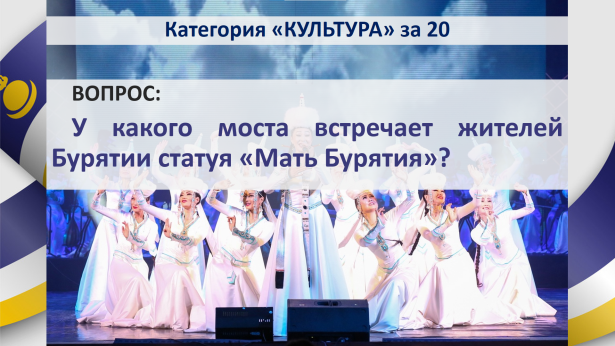 Категория «КУЛЬТУРА» за 20
ВОПРОС:
У какого моста встречает жителей
Бурятии статуя «Мать Бурятия»?